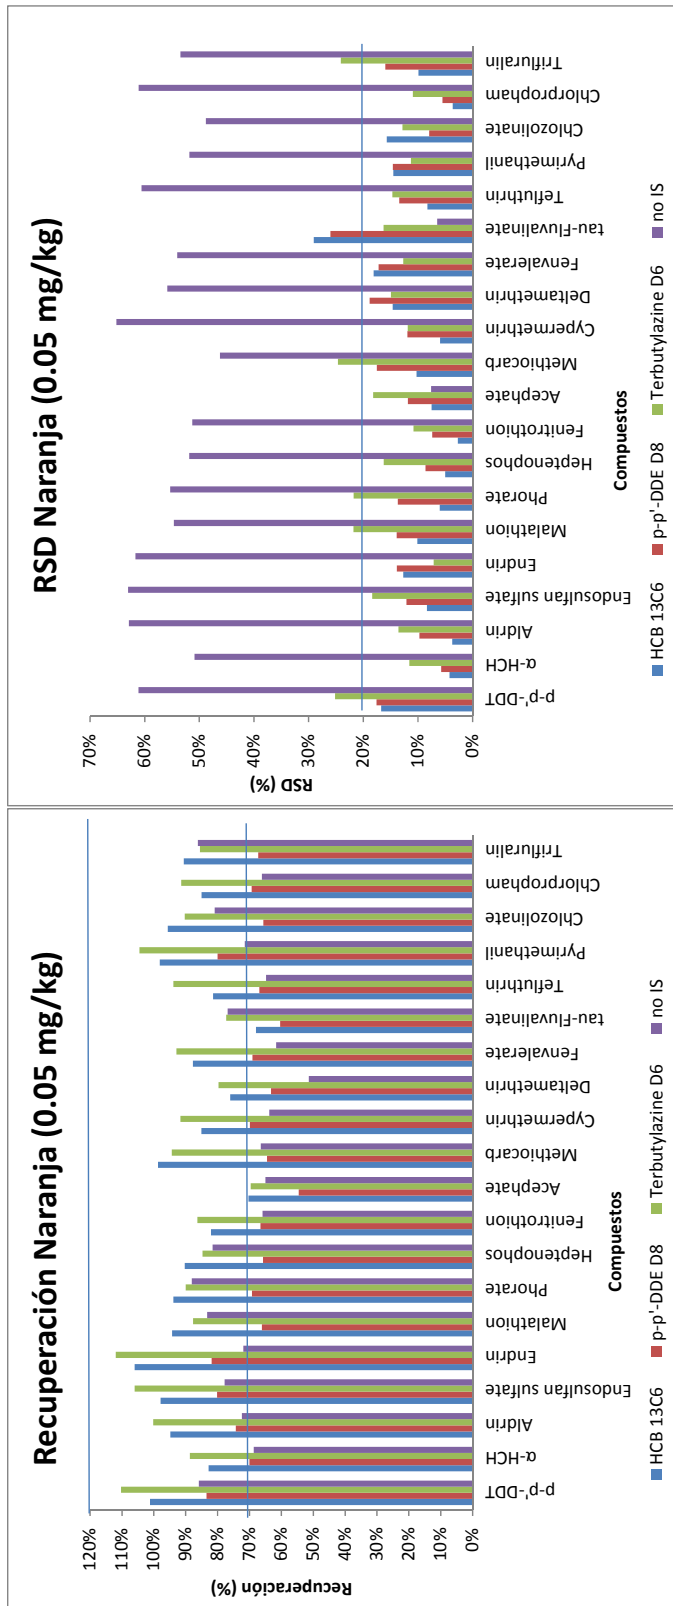 Recuperación Naranja (0.05 mg/kg)
Recuperación (%)
120%
110%
100%
90%
80%
70%
60%
50%
40%
30%
20%
10%
0%
p-p'-DDT
α-HCH
Aldrin
Endosulfan sulfate
Endrin
Malathion
Phorate
Heptenophos
Fenitrothion
Acephate
Methiocarb
Cypermethrin
Deltamethrin
Fenvalerate
tau-Fluvalinate
Tefluthrin
Pyrimethanil
Chlozolinate
Chlorpropham
Trifluralin
Compuestos
HCB 13C6 p-p'-DDE D8 Terbutylazine D6 no IS
RSD Naranja (0.05 mg/kg)
RSD (%)
70%
60%
50%
40%
30%
20%
10%
0%
p-p'-DDT
α-HCH
Aldrin
Endosulfan sulfate
Endrin
Malathion
Phorate
Heptenophos
Fenitrothion
Acephate
Methiocarb
Cypermethrin
Deltamethrin
Fenvalerate
tau-Fluvalinate
Tefluthrin
Pyrimethanil
Chlozolinate
Chlorpropham
Trifluralin
Compuestos
HCB 13C6 p-p'-DDE D8 Terbutylazine D6 no IS